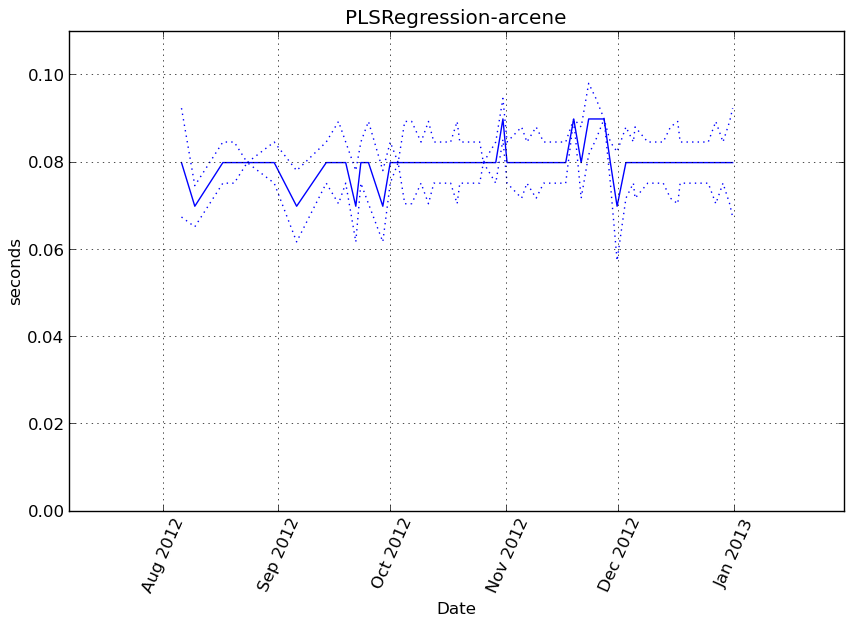 PLSRegression-arcene
0.10
0.08
0.06
0.04
0.02
0.00
seconds
Aug 2012
Sep 2012
Oct 2012
Nov 2012
Dec 2012
Jan 2013
Date